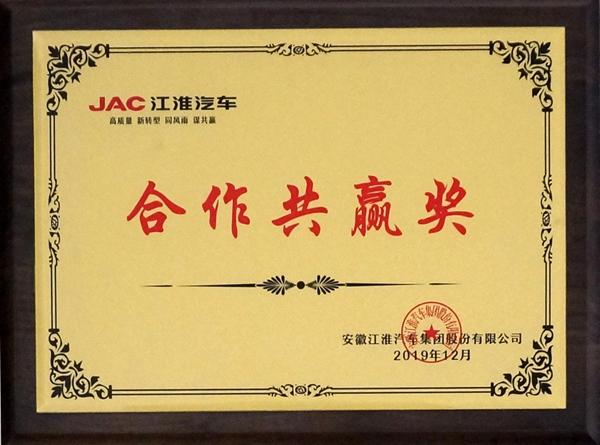 JAC 江淮汽车
高质量 新转型 同风雨 谋共赢
合作共赢奖
安徽江淮汽车集团股份有限公司
2019年12月